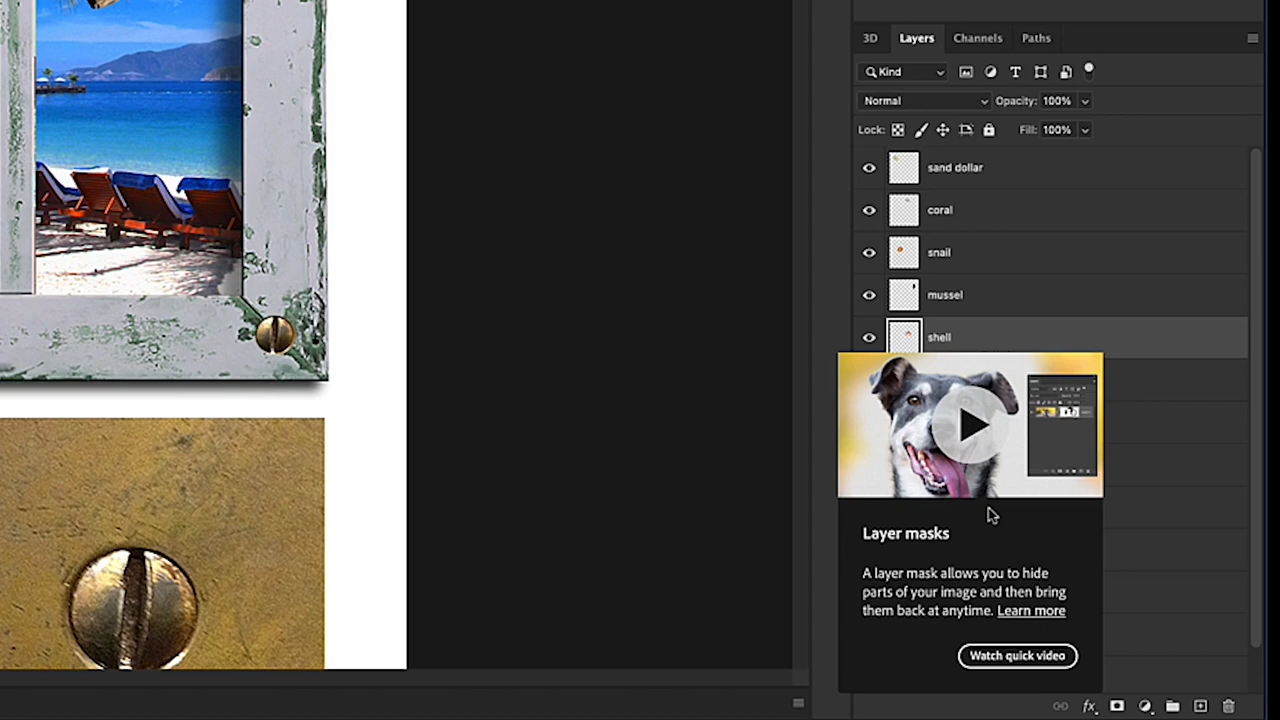 3D Layers Channels Paths
Kind
Normal Opacity: 100%
Lock: Fill: 100%
sand dollar
coral
snail
mussel
shell
Layer masks
A layer mask allows you to hide
parts of your image and then bring
them back at anytime. Learn more
Watch quick video
fx